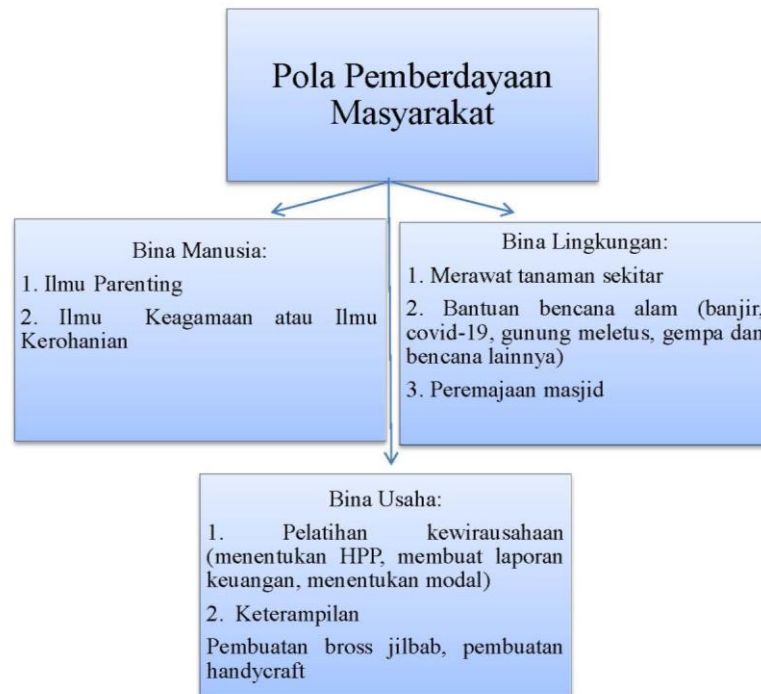 Pola Pemberdayaan
Masyarakat
Bina Manusia:
1. Ilmu Parenting
2. Ilmu Keagamaan atau Ilmu
Kerohanian
Bina Lingkungan:
1. Merawat tanaman sekitar
2. Bantuan bencana alam (banjir,
covid-19, gunung meletus, gempa dan
bencana lainnya)
3. Peremajaan masjid
Bina Usaha:
1. Pelatihan kewirausahaan
(menentukan HPP, membuat laporan
keuangan, menentukan modal)
2. Keterampilan
Pembuatan bross jilbab, pembuatan
handycraft